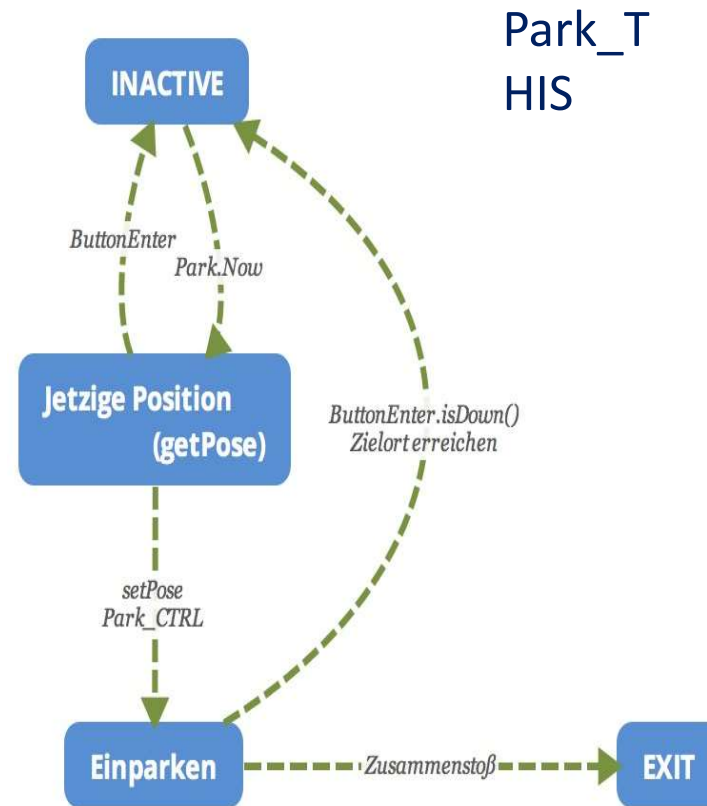 Park_T
HIS
INACTIVE
ButtonEnter
Park.Now
Jetzige Position
(getPose)
ButtonEnter.isDown()
Zielort erreichen
setPose
Park_CTRL
Einparken
Zusammenstoß
EXIT